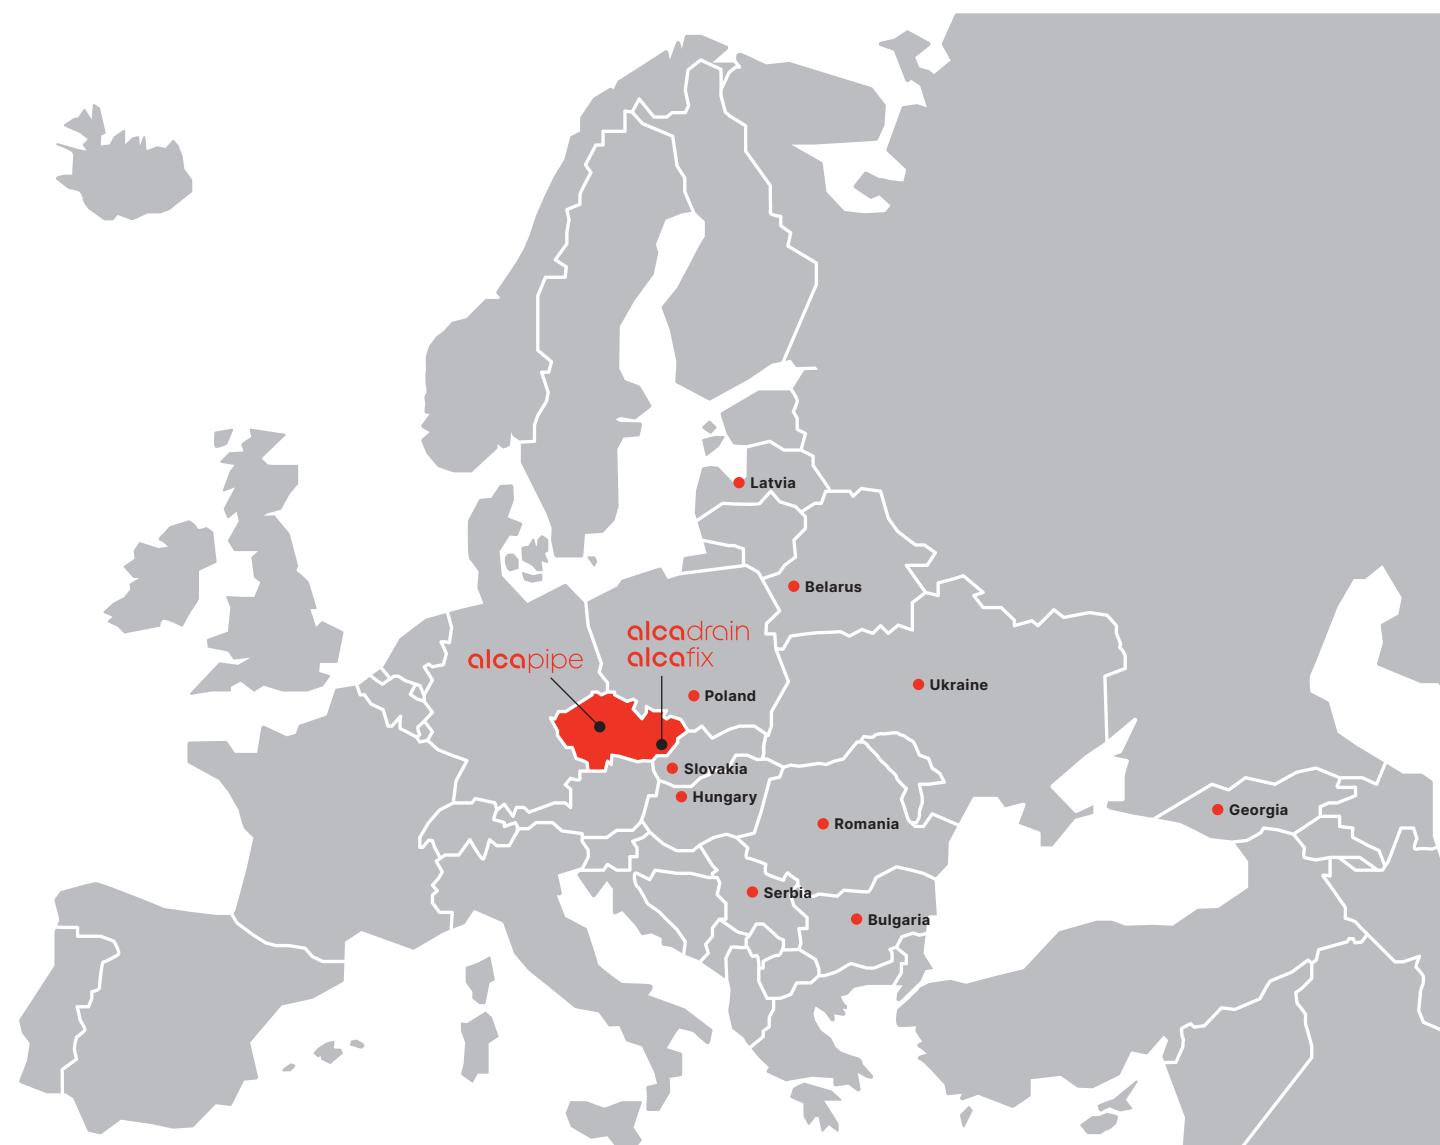 Latvia
Belarus
alcadrain
alcafix
alcapipe
Ukraine
Poland
Slovakia
Hungary
Georgia
Romania
Serbia
Bulgaria